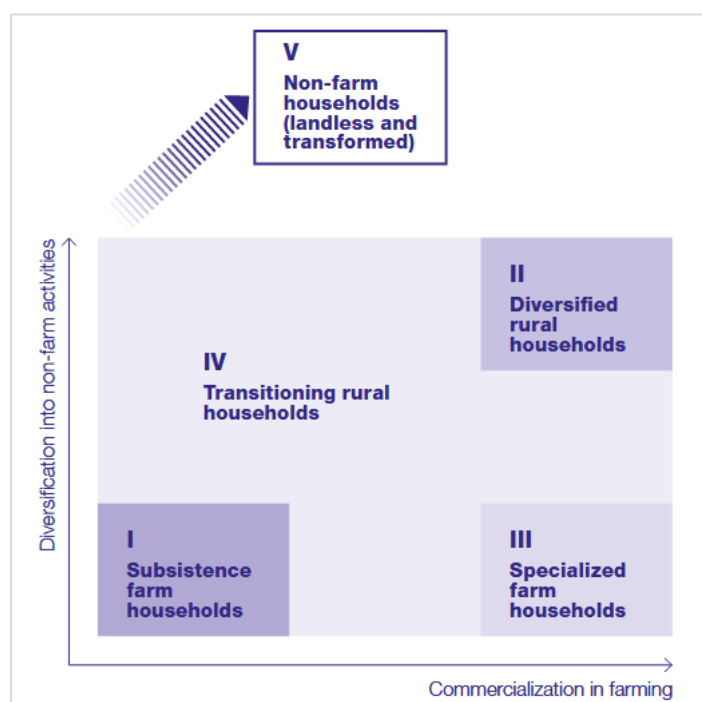 V
Non-farm
households
(landless and
transformed)
Diversification into non-farm activities
II
Diversified
rural
households
IV
Transitioning rural
households
I
Subsistence
farm
households
III
Specialized
farm
households
Commercialization in farming